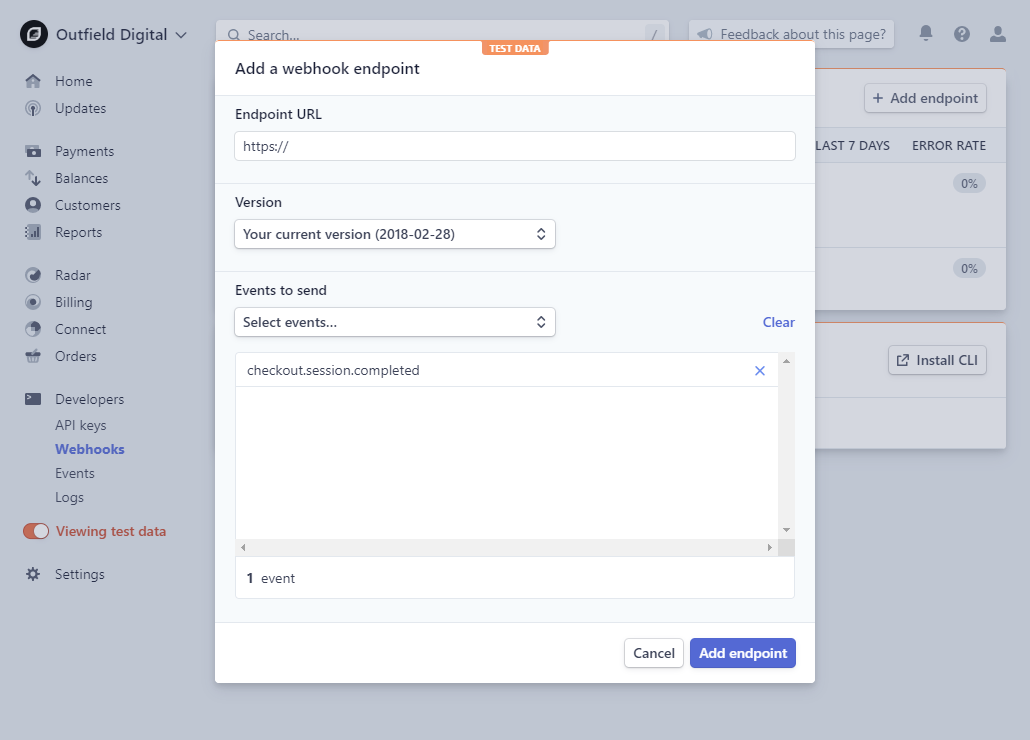 Outfield Digital
Search...
/
Feedback about this page?
Home
Updates
Payments
Balances
Customers
Reports
Radar
Billing
Connect
Orders
Developers
API keys
Webhooks
Events
Logs
Viewing test data
Settings
TEST DATA
Add a webhook endpoint
Endpoint URL
https://
Version
Your current version (2018-02-28)
Events to send
Select events...
Clear
checkout.session.completed
1 event
Cancel
Add endpoint
+ Add endpoint
LAST 7 DAYS
ERROR RATE
0%
0%
Install CLI